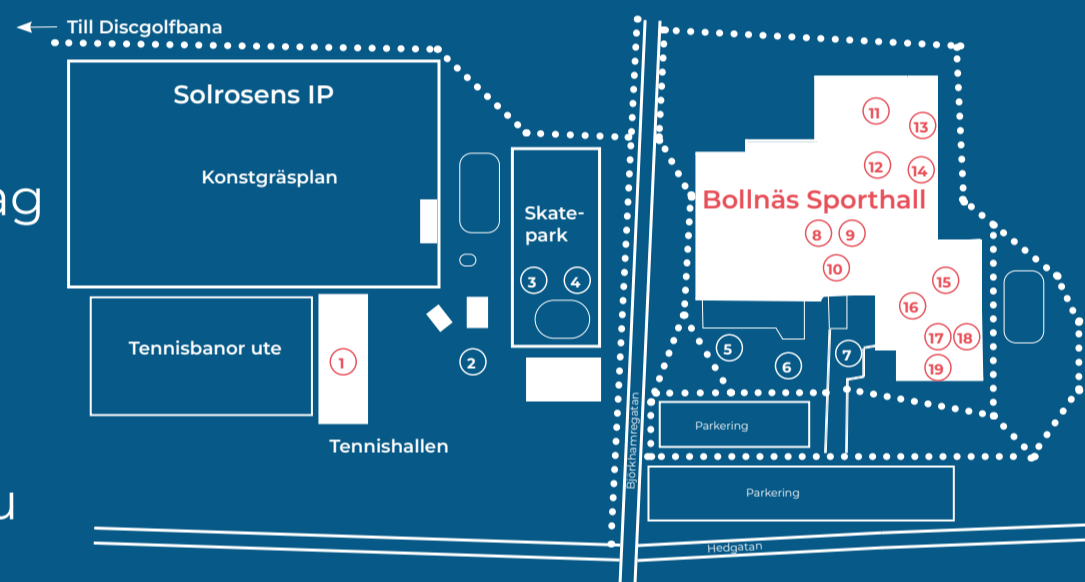 Till Discgolfbana
Solrosens IP
Konstgräsplan
ag
Skate-
park
3
4
Tennisbanor ute
1
2
Tennishallen
u
Björkhamregatan
11
13
12
14
Bollnäs Sporthall
8
9
10
15
16
17
18
19
5
6
7
Parkering
Parkering
Hedgatan